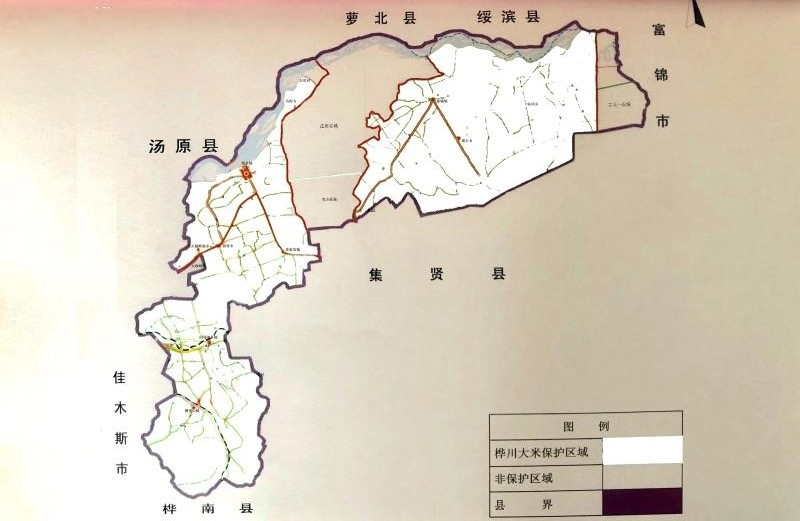 萝北县
绥滨县
富锦市
汤原县
集贤县
佳木斯市
桦南县
图例
桦川大米保护区域
非保护区域
县界